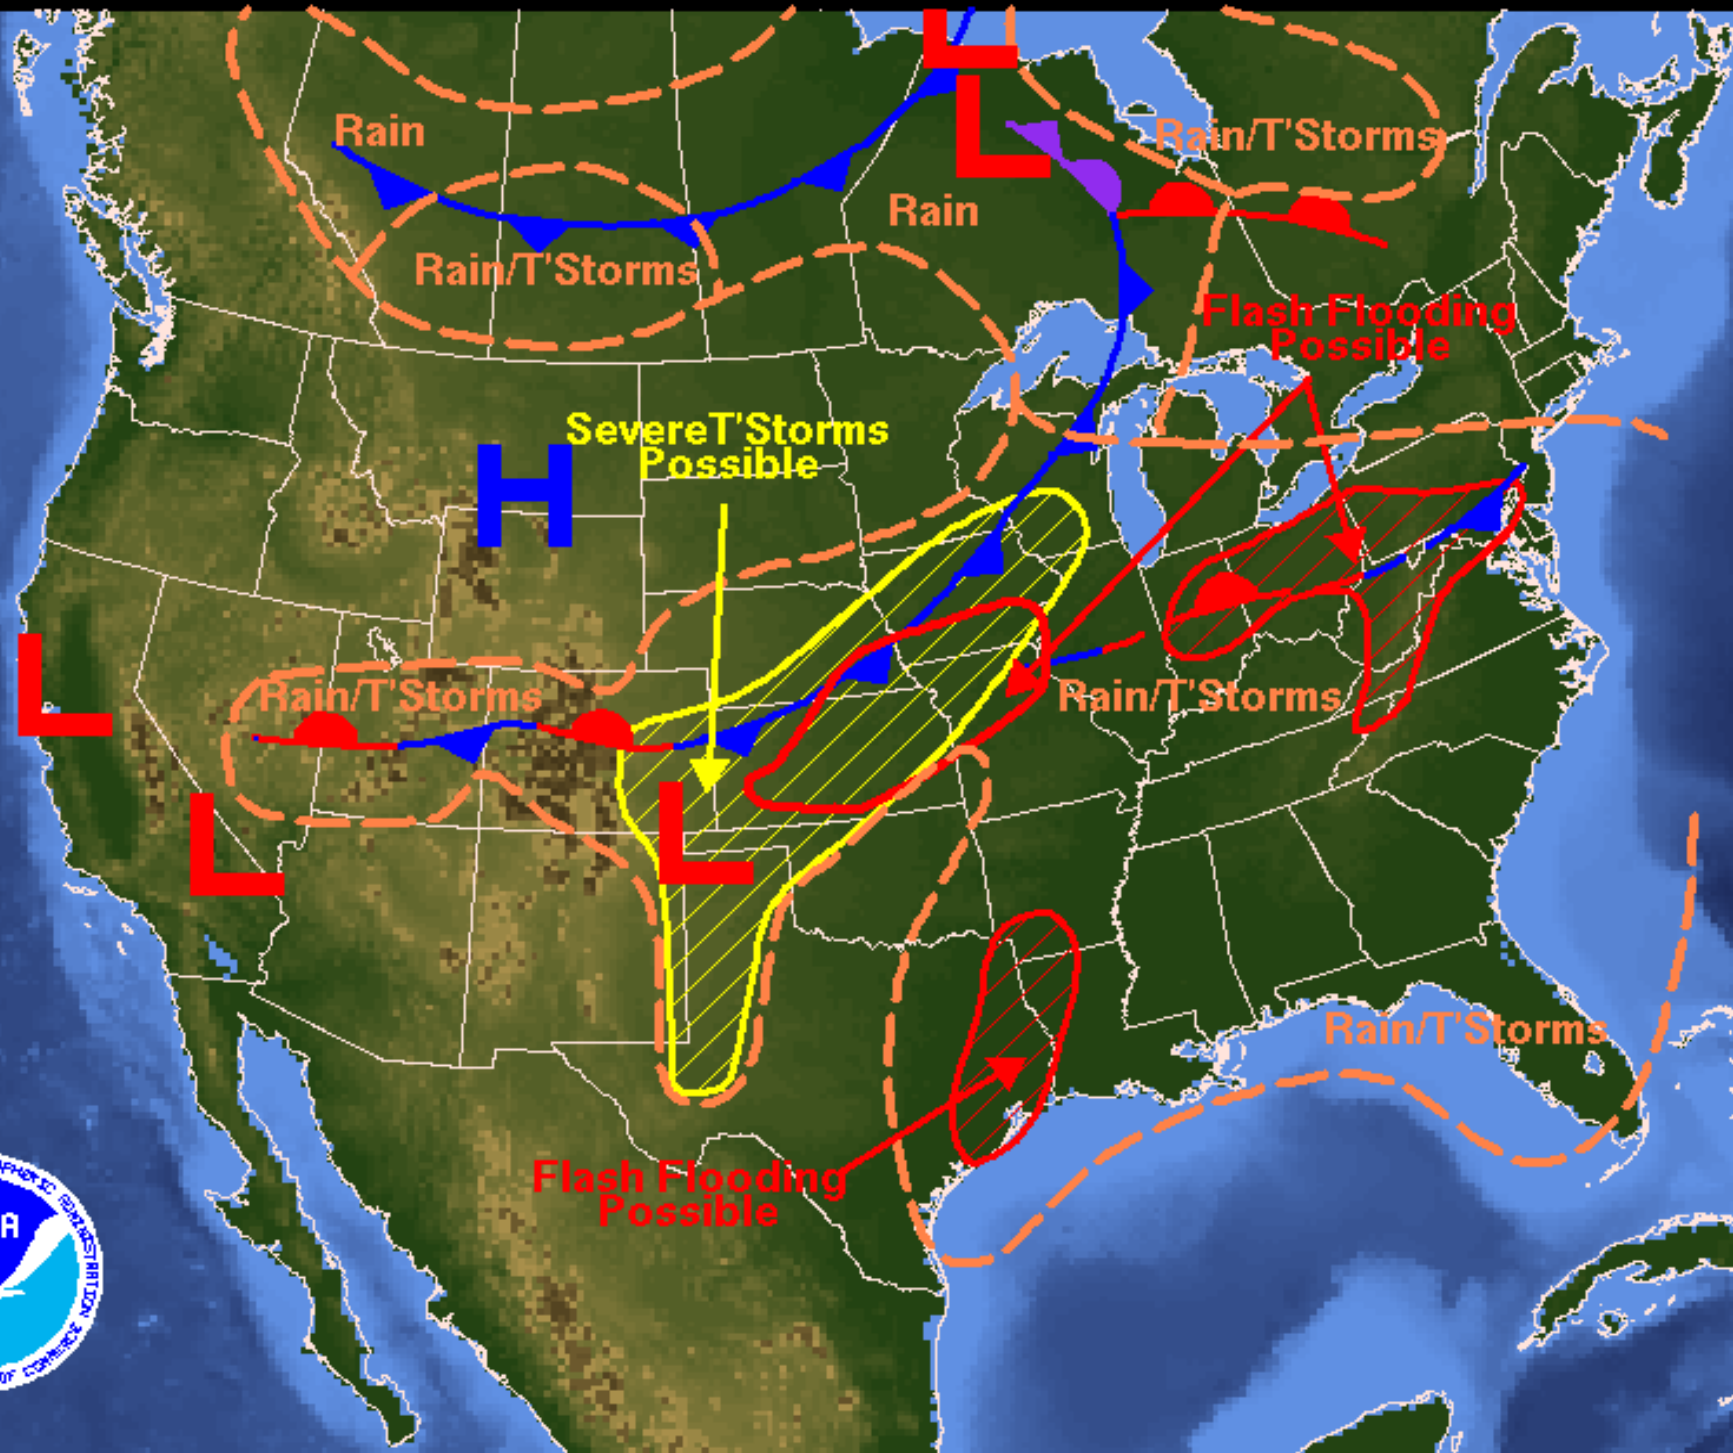 L
L
Rain
Rain/T'Storms
Rain
Rain/T'Storms
Flash Flooding
Possible
SevereT'Storms
Possible
H
L
Rain/T'Storms
Rain/T'Storms
L
L
Rain/T'Storms
Flash Flooding
Possible
A